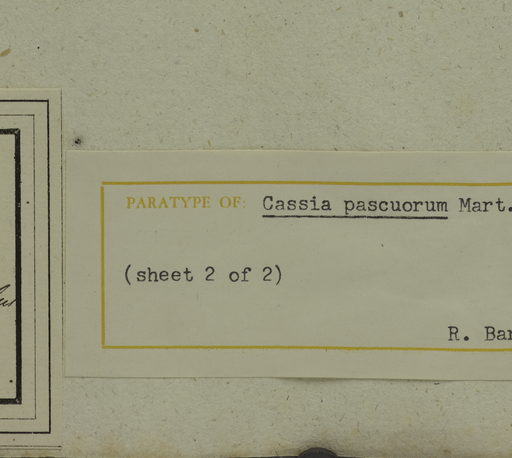 PARATYPE OF: Cassia pascuorum Mart.
(sheet 2 of 2)
R. Bar